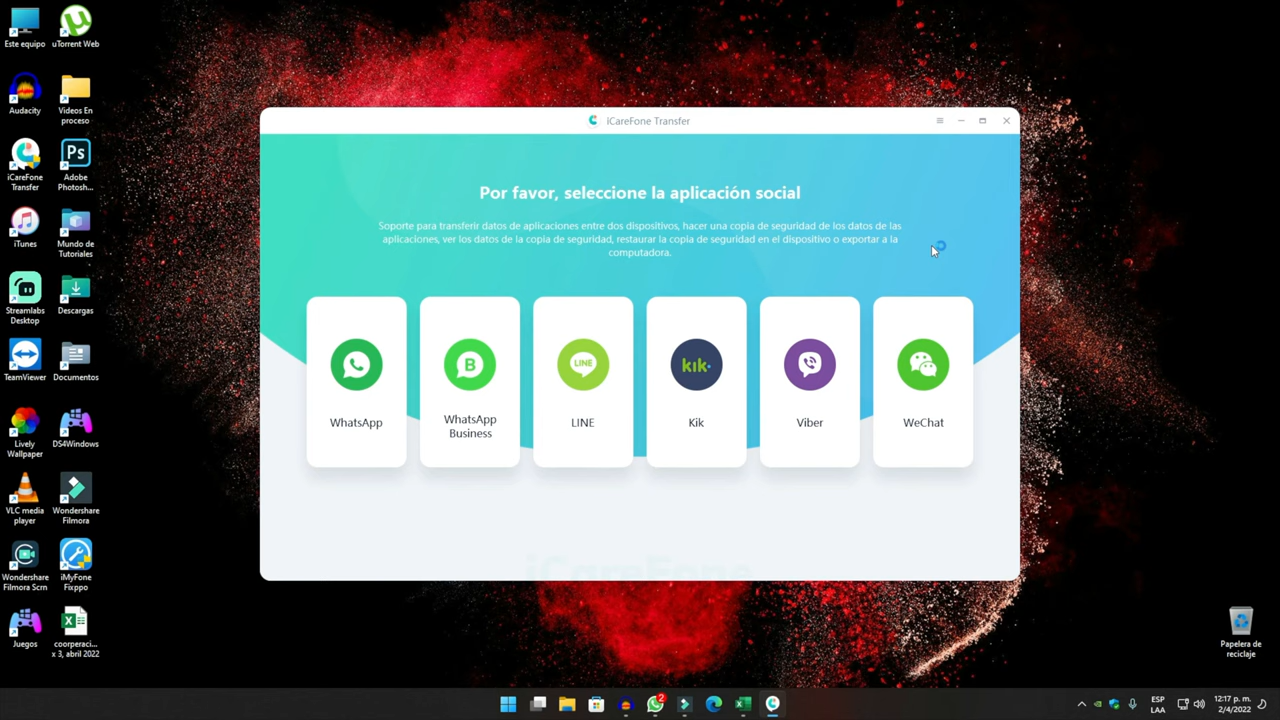 Este equipo
uTorrent Web
Audacity
Videos En
proceso
iCareFone
Transfer
Adobe
Photosh...
iTunes
Mundo de
Tutoriales
Streamlabs
Desktop
Descargas
TeamViewer
Documentos
Lively
Wallpaper
DS4Windows
VLC media
player
Wondershare
Filmora
Wondershare
Filmora Scrn
iMyFone
Fixppo
Juegos
coorperaci...
x 3, abril 2022
Ps
iCareFone Transfer
Por favor, seleccione la aplicación social
Soporte para transferir datos de aplicaciones entre dos dispositivos, hacer una copia de seguridad de los datos de las
aplicaciones, ver los datos de la copia de seguridad, restaurar la copia de seguridad en el dispositivo o exportar a la
computadora.
B
LINE
kik
WhatsApp
WhatsApp
Business
LINE
Kik
Viber
WeChat
iCareFone
Papelera de
reciclaje
2
ESP
LAA
12:17 p. m.
2/4/2022